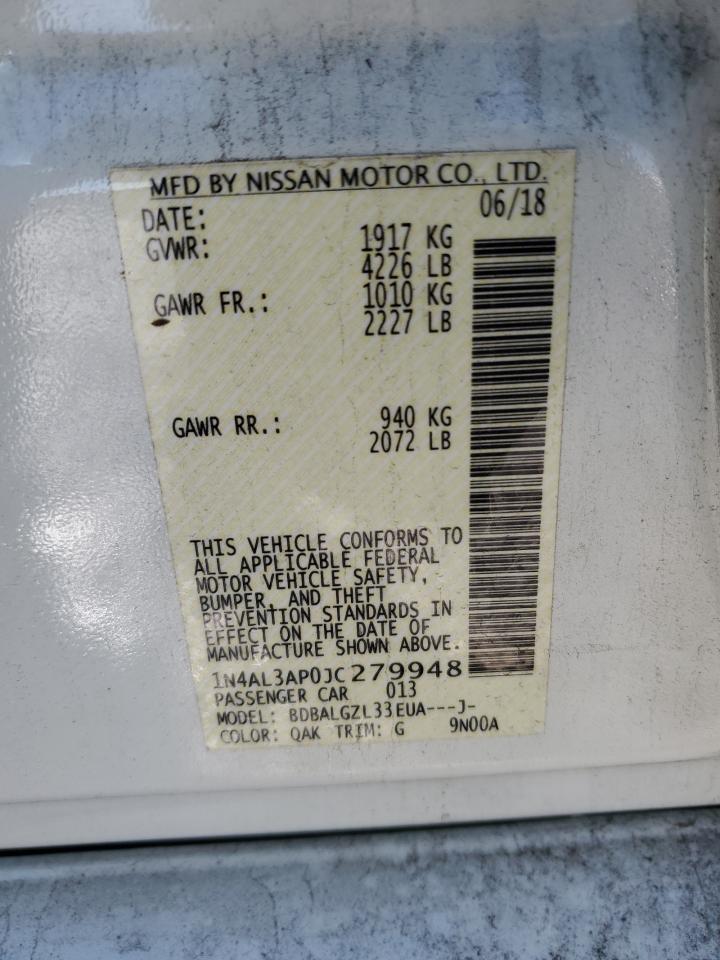 MFD BY NISSAN MOTOR CO., LTD.
DATE: 06/18
GVWR: 1917 KG
4226 LB
GAWR FR.: 1010 KG
2227 LB
GAWR RR.: 940 KG
2072 LB
THIS VEHICLE CONFORMS TO
ALL APPLICABLE FEDERAL
MOTOR VEHICLE SAFETY,
BUMPER, AND THEFT
PREVENTION STANDARDS IN
EFFECT ON THE DATE OF
MANUFACTURE SHOWN ABOVE.
1N4AL3AP0JC279948
PASSENGER CAR 013
MODEL: BDBALGZL33EUA---J-
COLOR: QAK TRIM: G 9N00A